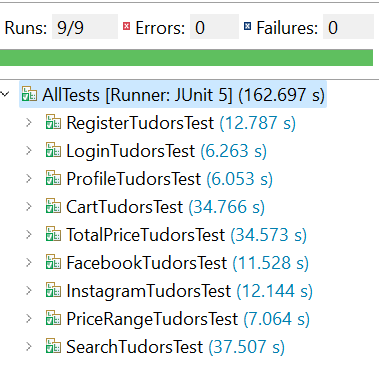 Runs: 9/9 Errors: 0 Failures: 0
AllTests [Runner: JUnit 5] (162.697 s)
RegisterTudorsTest (12.787 s)
LoginTudorsTest (6.263 s)
ProfileTudorsTest (6.053 s)
CartTudorsTest (34.766 s)
TotalPriceTudorsTest (34.573 s)
FacebookTudorsTest (11.528 s)
InstagramTudorsTest (12.144 s)
PriceRangeTudorsTest (7.064 s)
SearchTudorsTest (37.507 s)